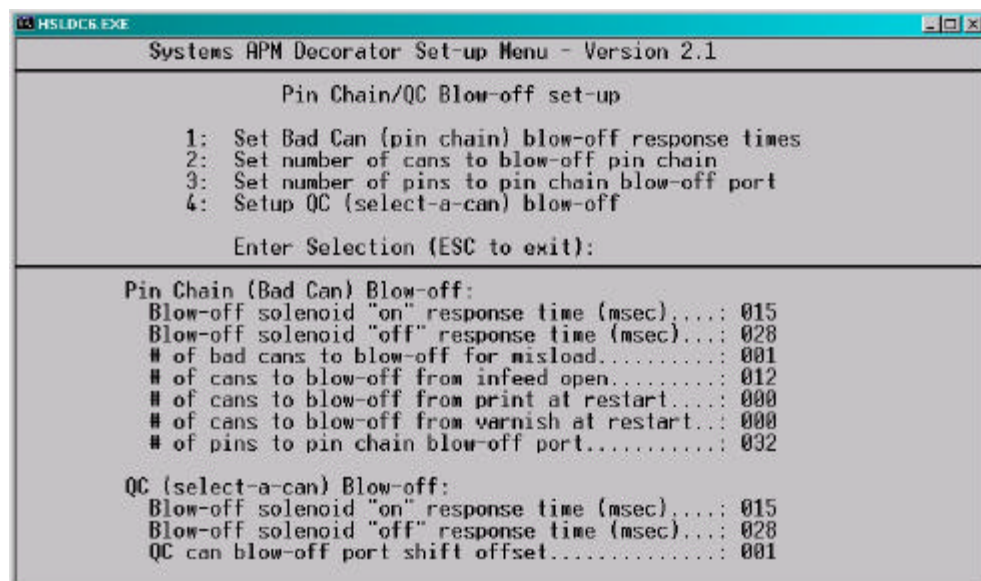 HSLDC6.EXE
Systems APM Decorator Set-up Menu - Version 2.1
Pin Chain/QC Blow-off set-up
1: Set Bad Can (pin chain) blow-off response times
2: Set number of cans to blow-off pin chain
3: Set number of pins to pin chain blow-off port
4: Setup QC (select-a-can) blow-off
Enter Selection (ESC to exit):
Pin Chain (Bad Can) Blow-off:
Blow-off solenoid "on" response time (msec)....: 015
Blow-off solenoid "off" response time (msec)...: 028
# of bad cans to blow-off for misload..........: 001
# of cans to blow-off from infeed open.........: 012
# of cans to blow-off from print at restart....: 000
# of cans to blow-off from varnish at restart..: 000
# of pins to pin chain blow-off port...........: 032
QC (select-a-can) Blow-off:
Blow-off solenoid "on" response time (msec)....: 015
Blow-off solenoid "off" response time (msec)...: 028
QC can blow-off port shift offset..............: 001